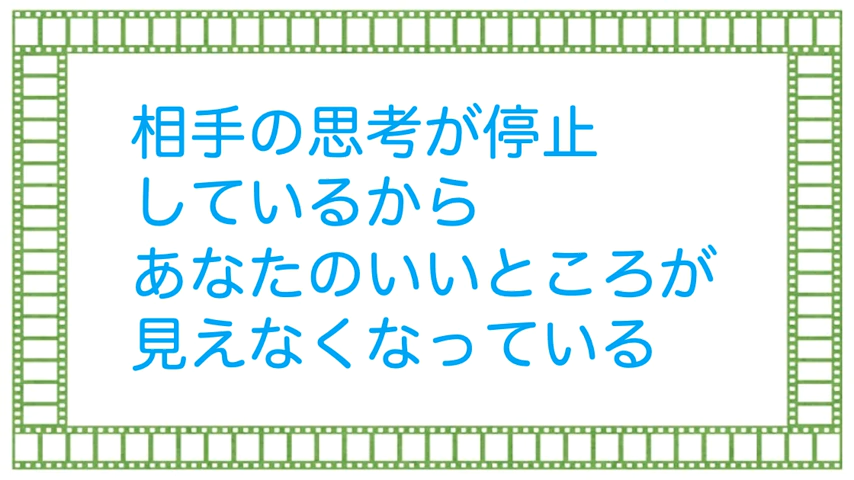 相手の思考が停止
しているから
あなたのいいところが
見えなくなっている